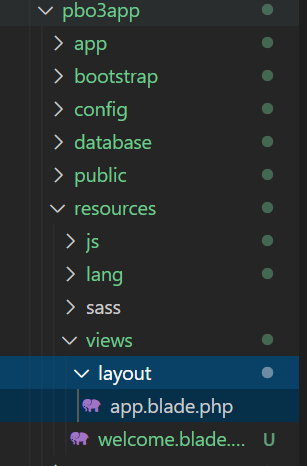 pbo3app
app
bootstrap
config
database
public
resources
js
lang
sass
views
layout
app.blade.php
welcome.blade.... U